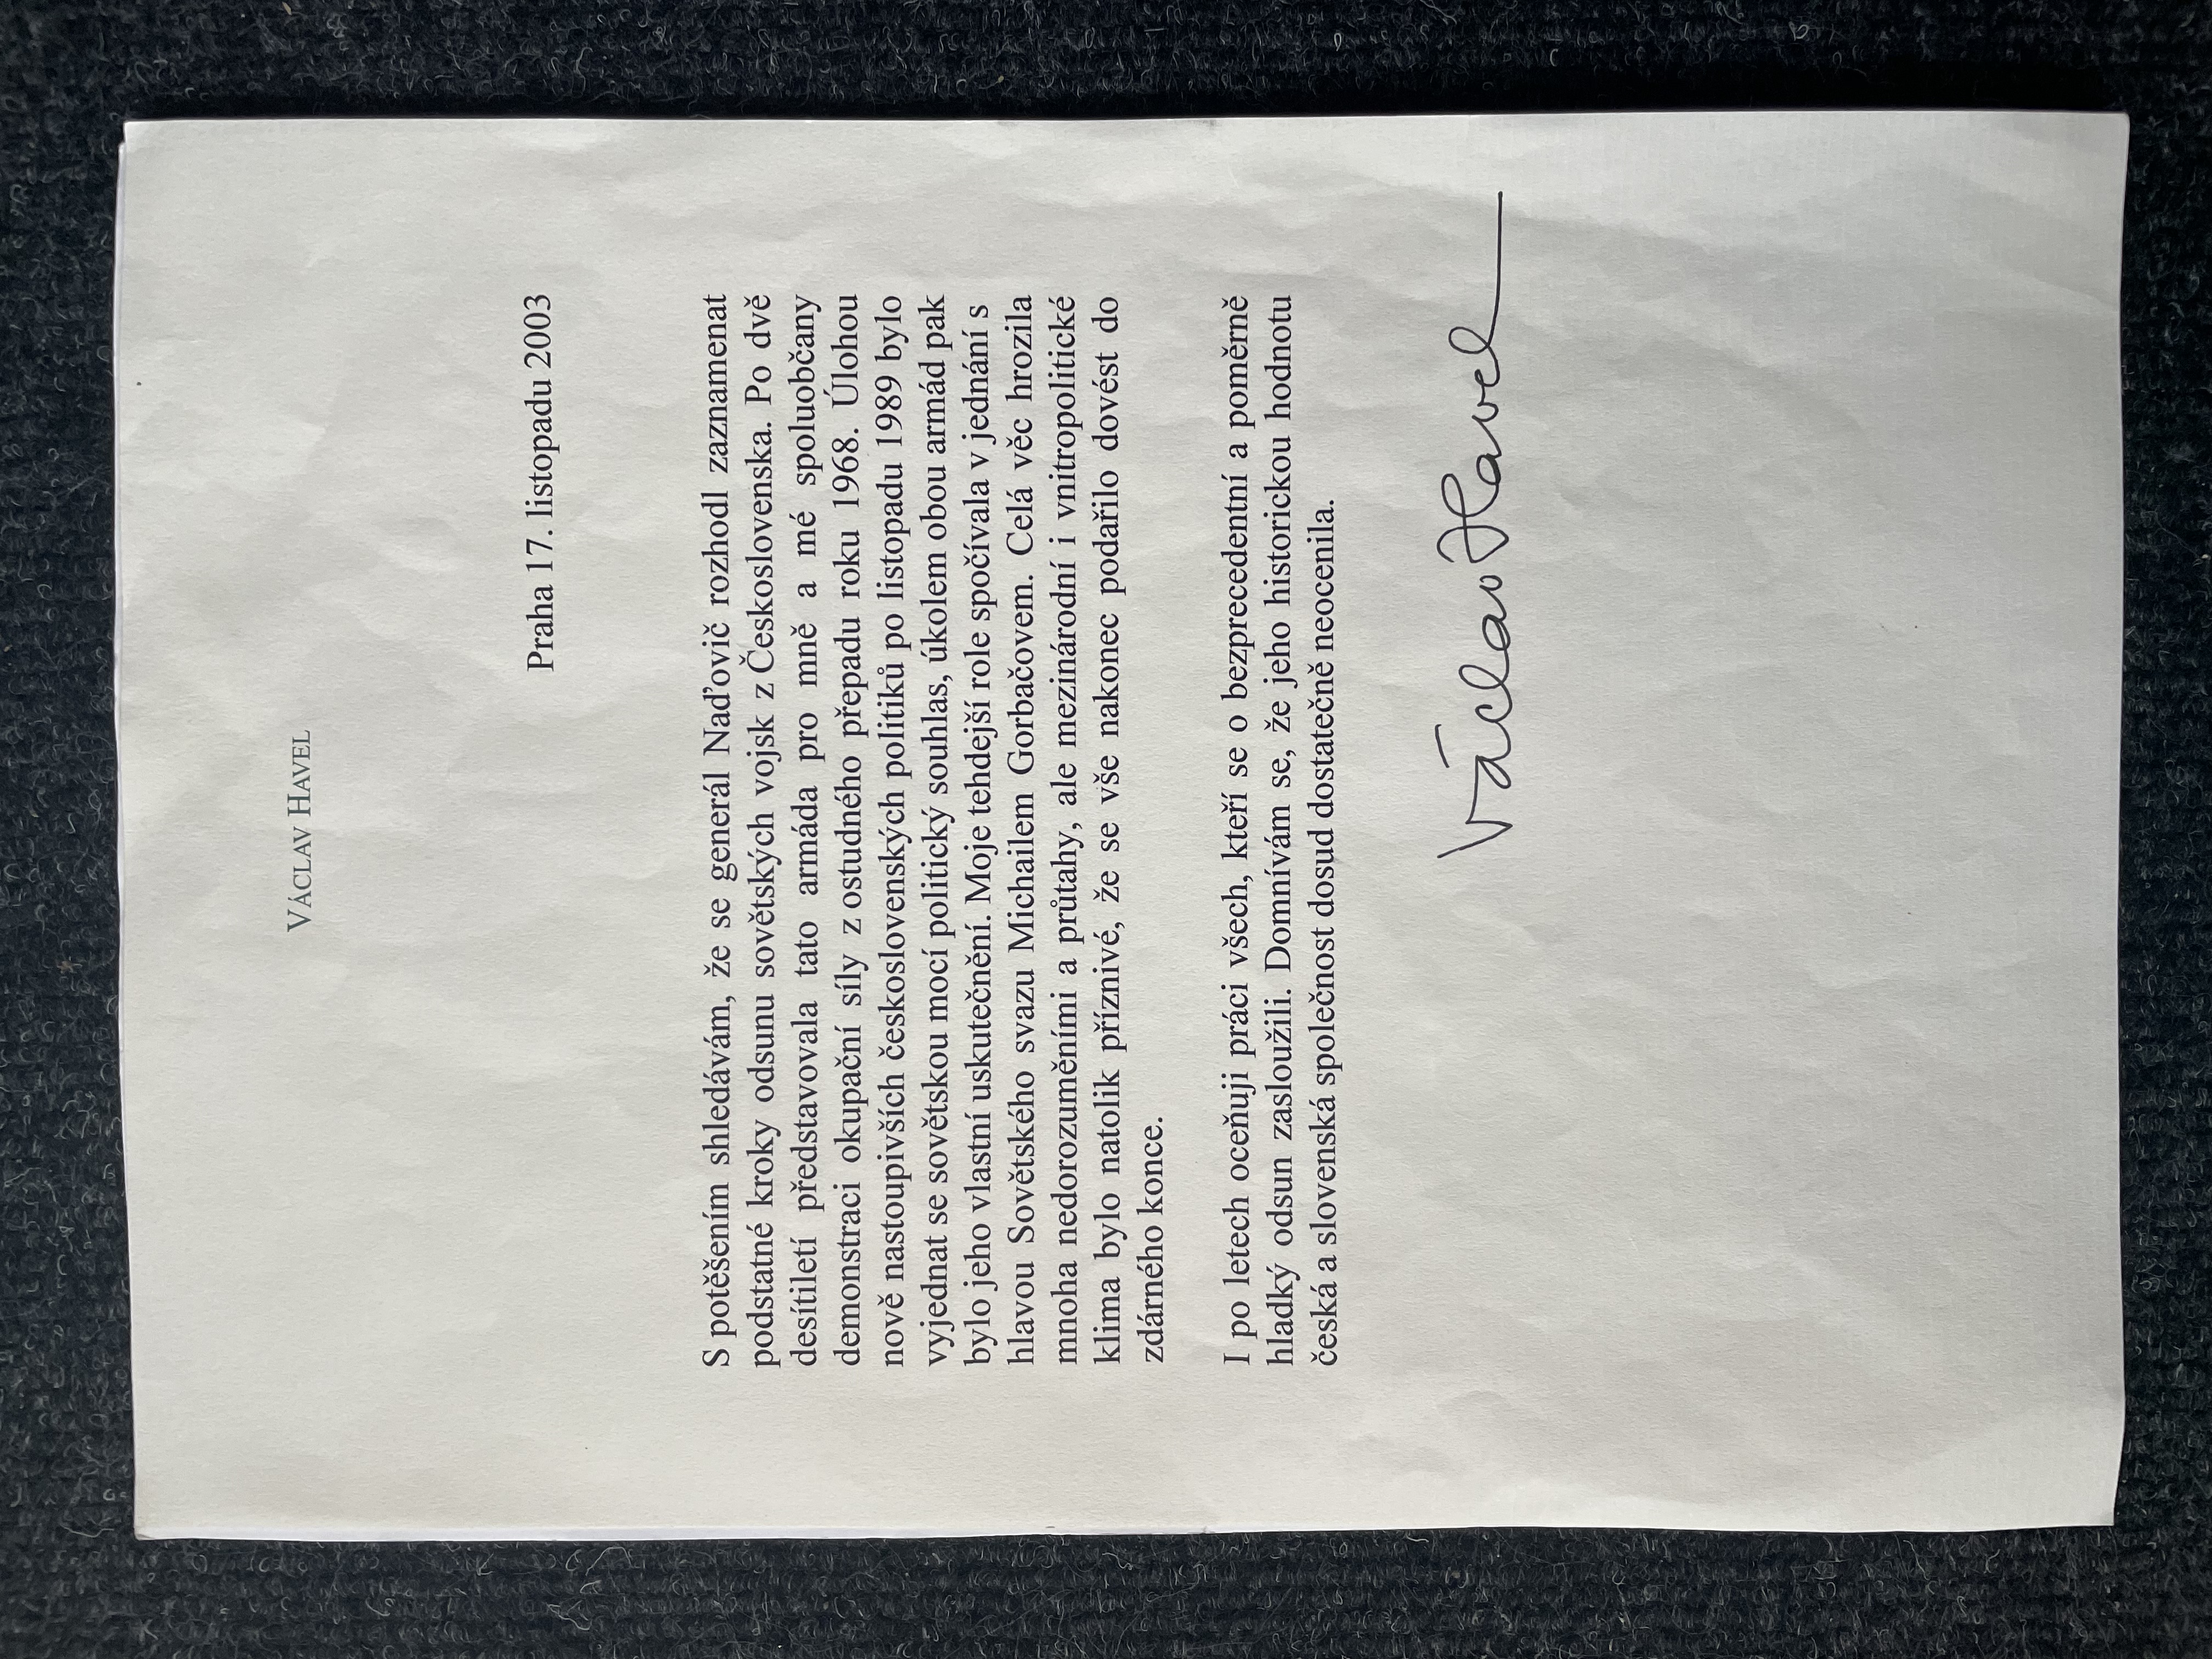 VÁCLAV HAVEL
Praha 17. listopadu 2003
S potěšením shledávám, že se generál Naďovič rozhodl zaznamenat
podstatné kroky odsunu sovětských vojsk z Československa. Po dvě
desítiletí představovala tato armáda pro mně a mé spoluobčany
demonstraci okupační síly z ostudného přepadu roku 1968. Úlohou
nově nastoupivších československých politiků po listopadu 1989 bylo
vyjednat se sovětskou mocí politický souhlas, úkolem obou armád pak
bylo jeho vlastní uskutečnění. Moje tehdejší role spočívala v jednání s
hlavou Sovětského svazu Michailem Gorbačovem. Celá věc hrozila
mnoha nedorozuměními a průtahy, ale mezinárodní i vnitropolitické
klima bylo natolik příznivé, že se vše nakonec podařilo dovést do
zdárného konce.
I po letech oceňuji práci všech, kteří se o bezprecedentní a poměrně
hladký odsun zasloužili. Domnívám se, že jeho historickou hodnotu
česká a slovenská společnost dosud dostatečně neocenila.
Václav Havel